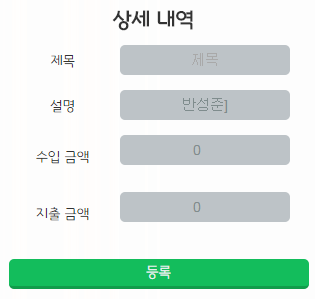 상세 내역
제목 제목
설명 반성준]
수입 금액 0
지출 금액 0
등록